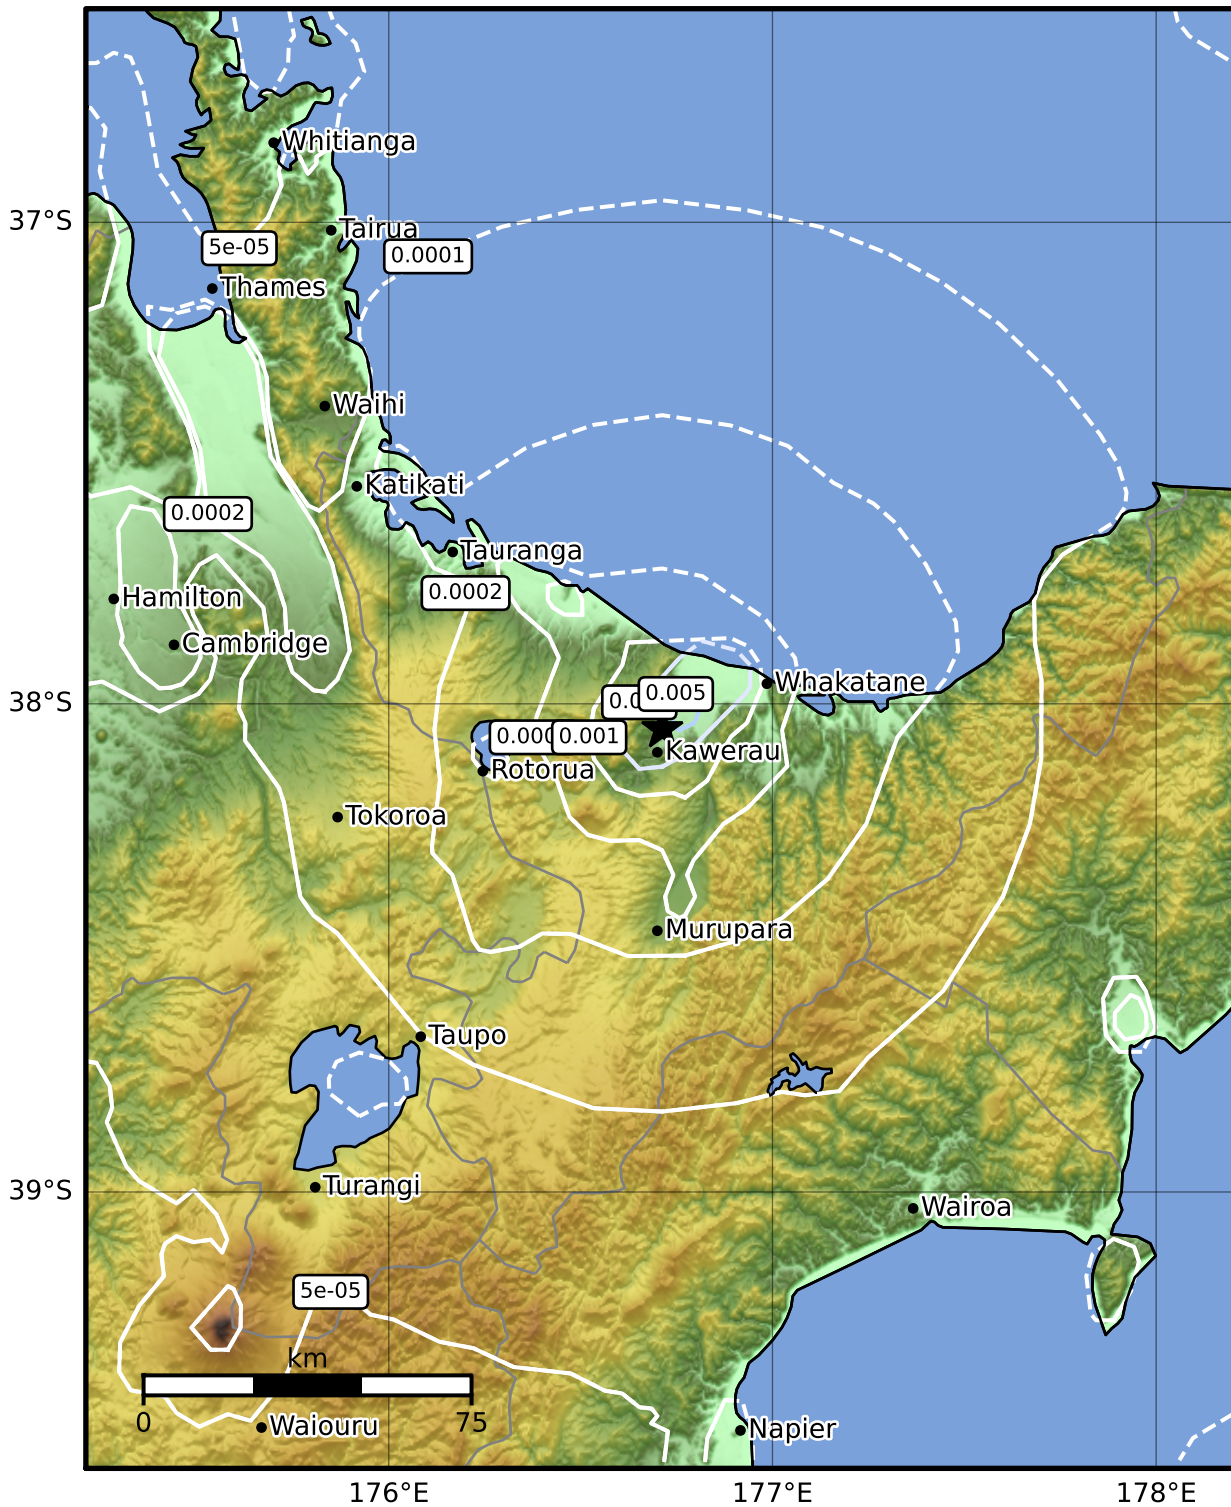 Whitianga
37°S
Tairua
5e-05
0.0001
Thames
Waihi
Katikati
0.0002
Tauranga
0.0002
Hamilton
Cambridge
Whakatane
38°S
0.005
0.001
Kawerau
Rotorua
Tokoroa
Murupara
Taupo
39°S
Turangi
Wairoa
5e-05
km
0
75
Waiouru
Napier
176°E
177°E
178°E